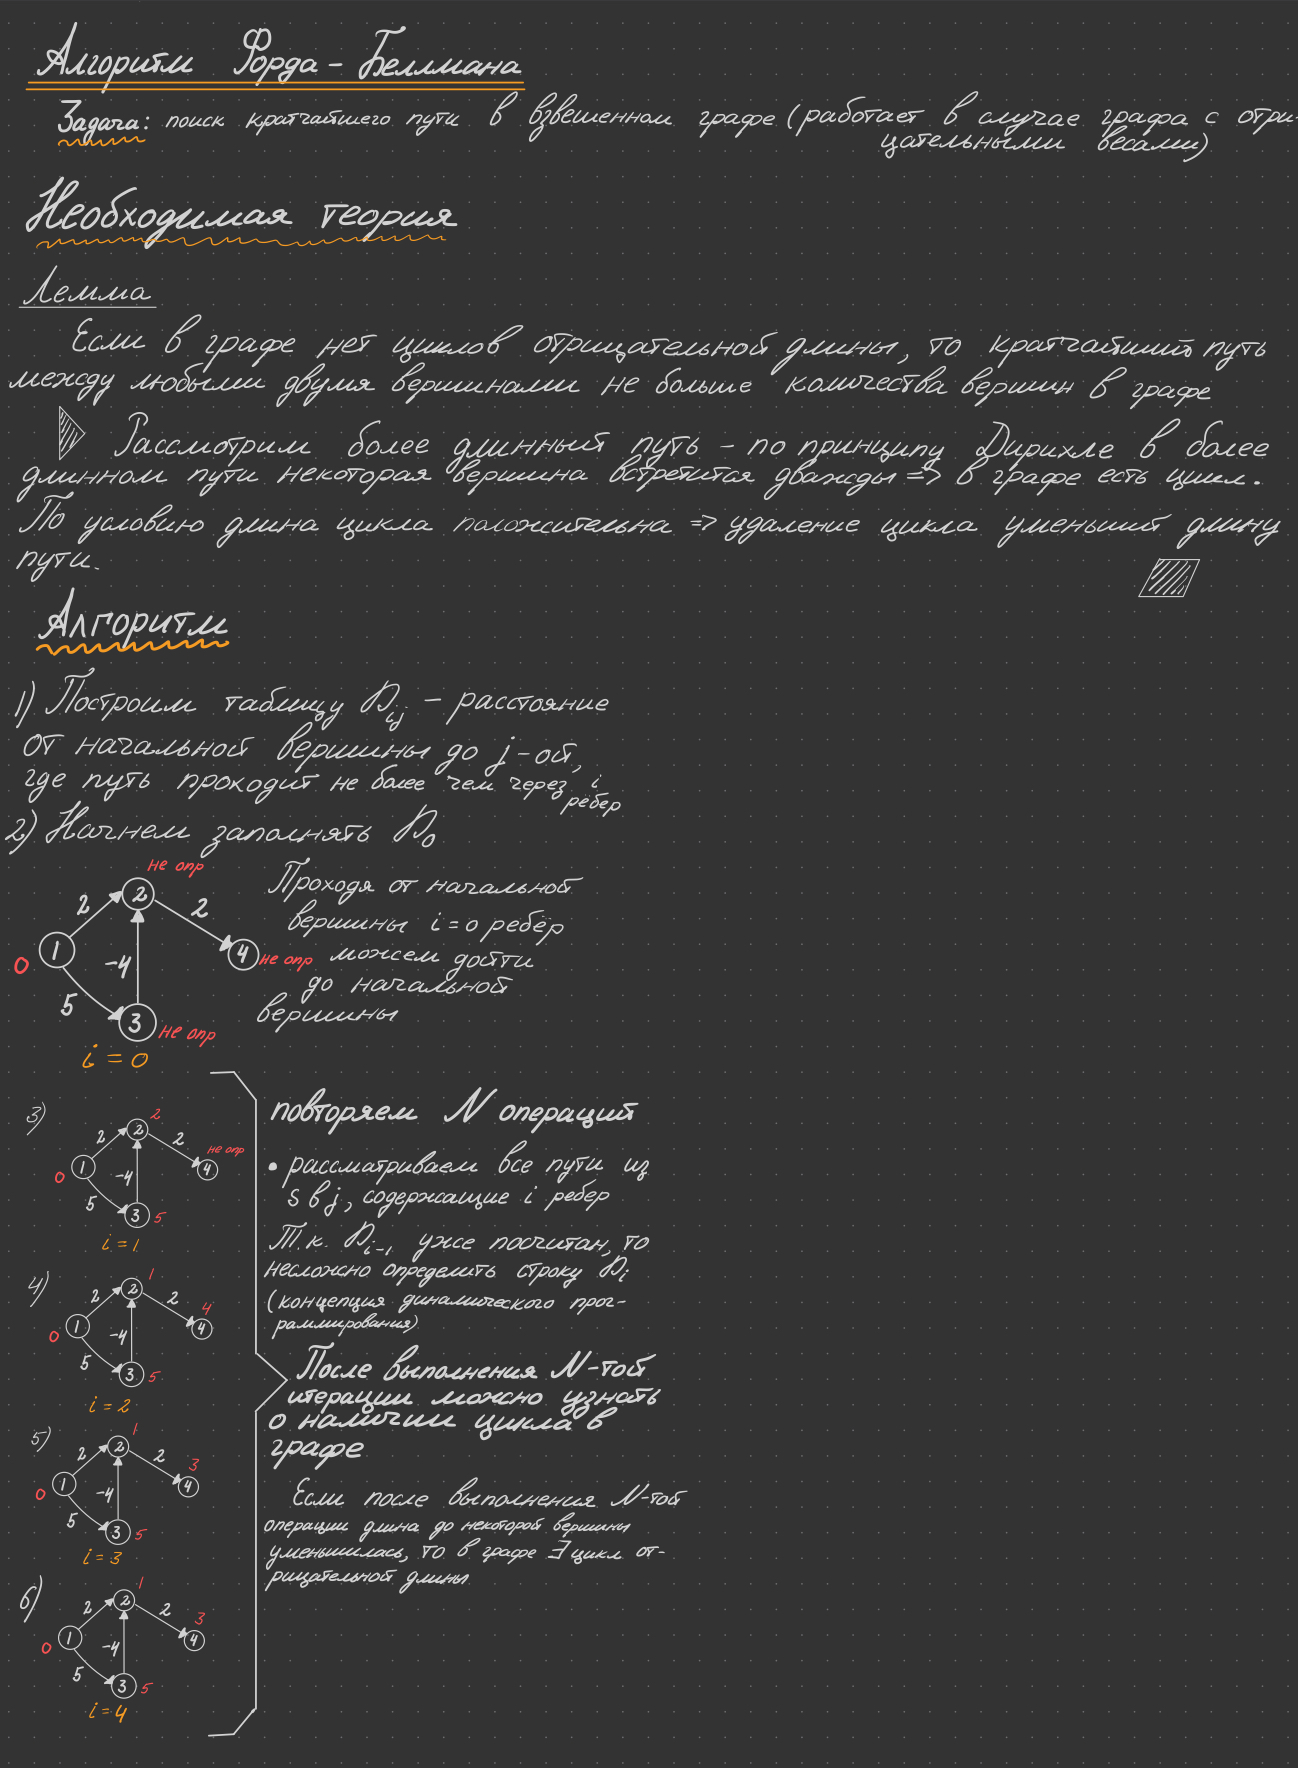 Алгоритм Форда - Беллмана
Задача: поиск кратчайшего пути в взвешенном графе (работает в случае графа с отри-
цательными весами)
Необходимая теория
Лемма
Если в графе нет циклов отрицательной длины, то кратчайший путь
между любыми двумя вершинами не больше количества вершин в графе
Рассмотрим более длинный путь - по принципу Дирихле в более
длинном пути некоторая вершина встретится дважды => в графе есть цикл.
По условию длина цикла положительна => удаление цикла уменьшит длину
пути.
Алгоритм
1) Построим таблицу D_ij - расстояние
от начальной вершины до j-ой,
где путь проходит не более чем через i
рёбер
2) Начнем заполнять D_0
не опр
2
2
2
1
4
0
-4
не опр
5
3
не опр
i = 0
Проходя от начальной
вершины i = 0 ребёр
можем дойти
до начальной
вершины
3)
2
2
2
2
не опр
1
4
0
-4
5
3
5
i = 1
4)
1
2
2
2
4
1
4
0
-4
5
3
5
i = 2
5)
1
2
2
2
3
1
4
0
-4
5
3
5
i = 3
6)
1
2
2
2
3
1
4
0
-4
5
3
5
i = 4
повторяем N операций
• рассматриваем все пути из
s в j, содержащие i ребер
Т.к. D_i-1 уже посчитан, то
несложно определить строку D_i
(концепция динамического прог-
раммирования)
После выполнения N-той
итерации можно узнать
о наличии цикла в
графе
Если после выполнения N-той
операции длина до некоторой вершины
уменьшилась, то в графе ∃ цикл от-
рицательной длины